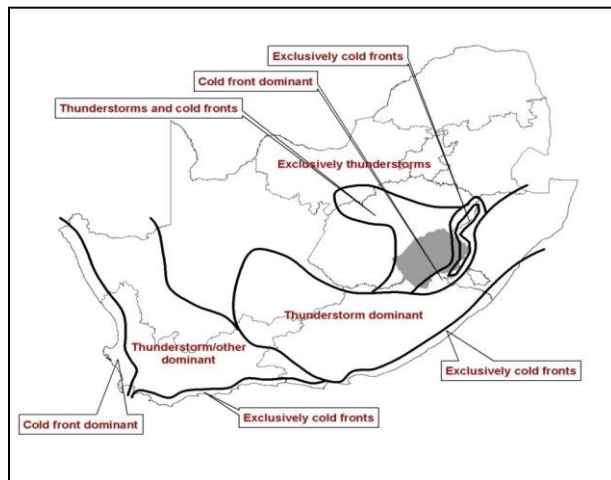 Exclusively cold fronts
Cold front dominant
Thunderstorms and cold fronts
Exclusively thunderstorms
Thunderstorm dominant
Thunderstorm/other
dominant
Exclusively cold fronts
Exclusively cold fronts
Cold front dominant